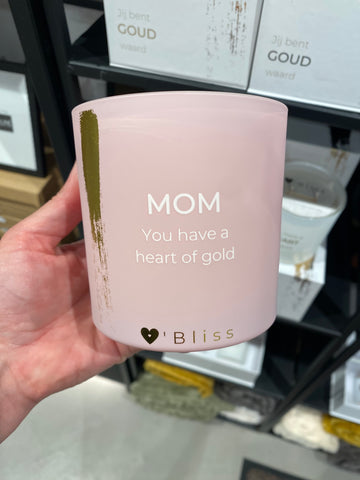 Jij bent
GOUD
waard
Jij bent
GOUD
waard
MOM
You have a
heart of gold
'Bliss